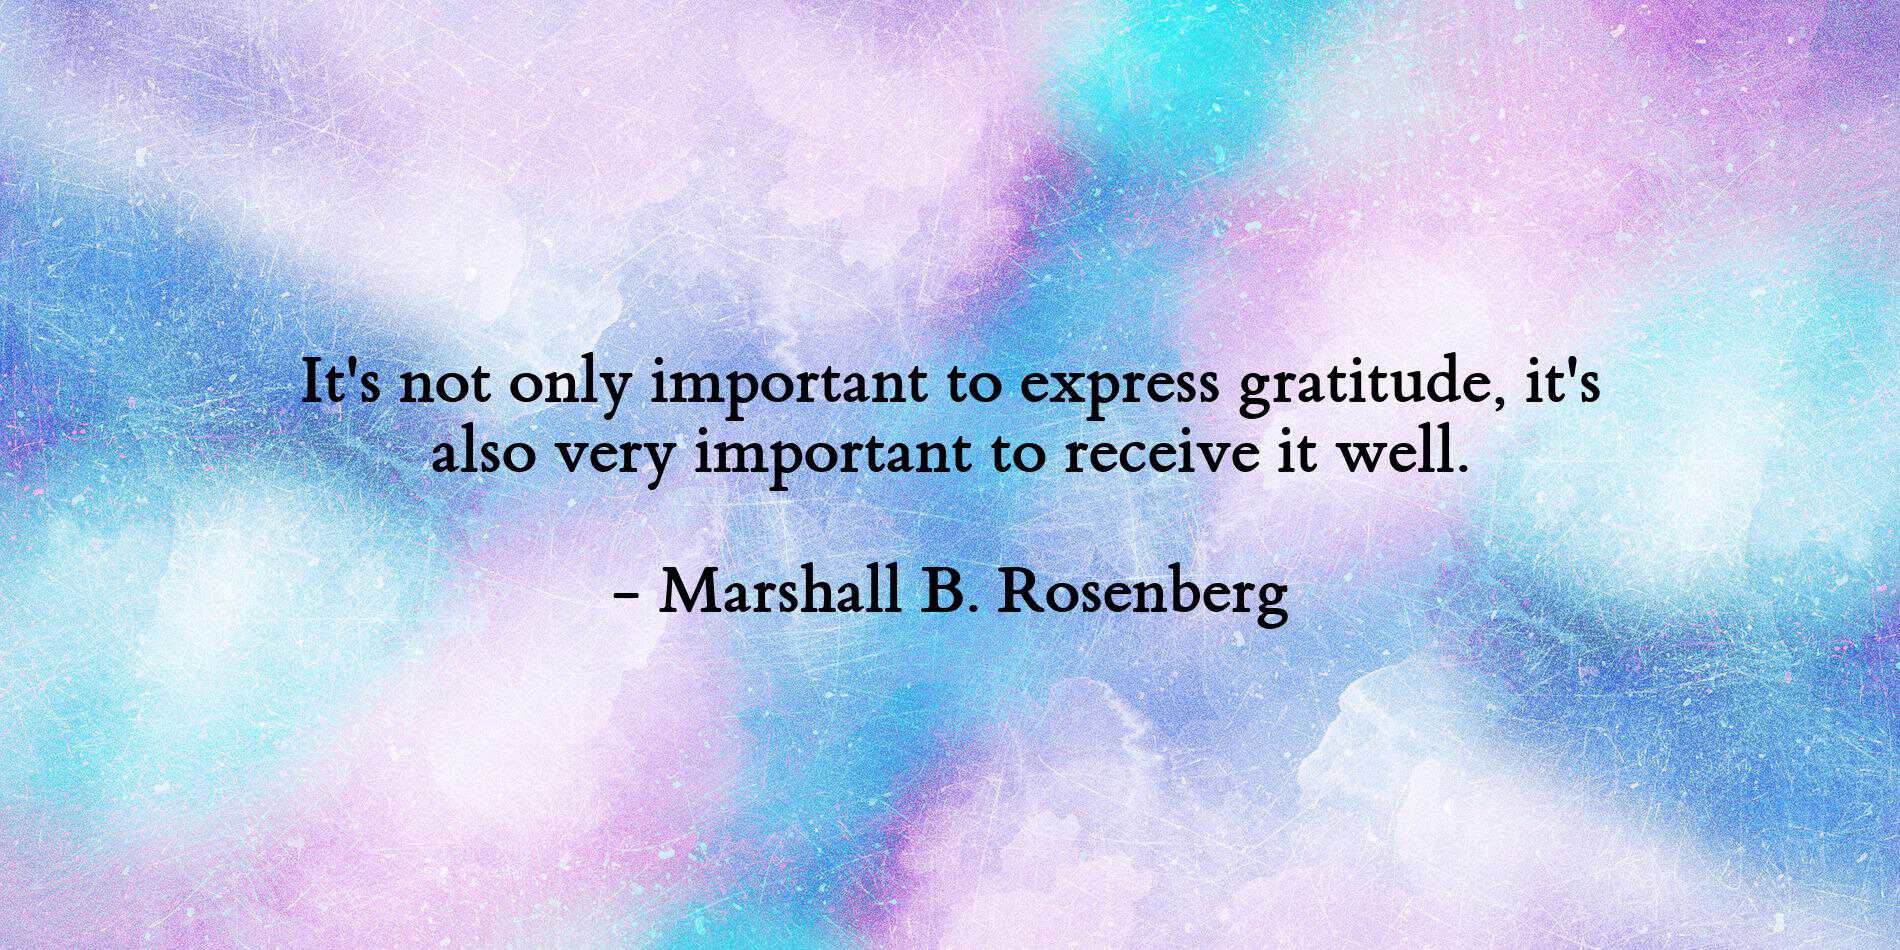 It's not only important to express gratitude, it's
also very important to receive it well.
- Marshall B. Rosenberg